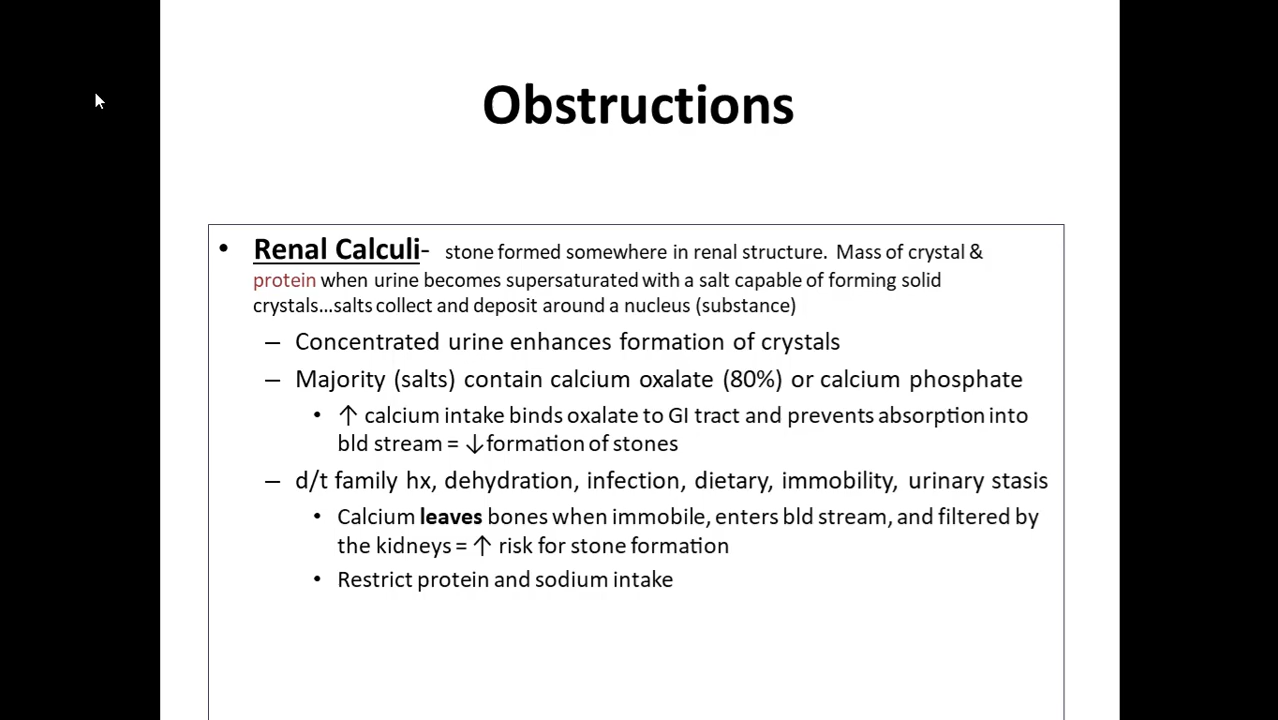 Obstructions
• Renal Calculi- stone formed somewhere in renal structure. Mass of crystal &
protein when urine becomes supersaturated with a salt capable of forming solid
crystals...salts collect and deposit around a nucleus (substance)
– Concentrated urine enhances formation of crystals
– Majority (salts) contain calcium oxalate (80%) or calcium phosphate
• ↑ calcium intake binds oxalate to GI tract and prevents absorption into
bld stream = ↓formation of stones
– d/t family hx, dehydration, infection, dietary, immobility, urinary stasis
• Calcium leaves bones when immobile, enters bld stream, and filtered by
the kidneys = ↑ risk for stone formation
• Restrict protein and sodium intake